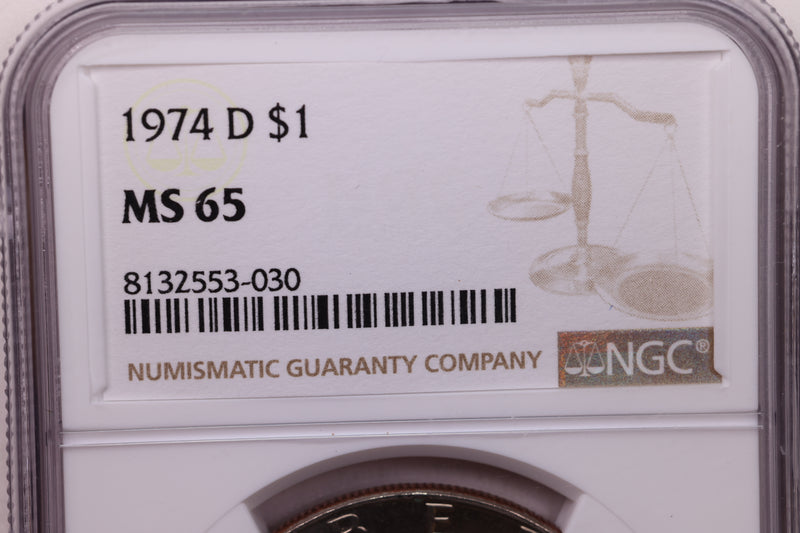 1974 D $1
MS 65
8132553-030
NUMISMATIC GUARANTY COMPANY
NGC®